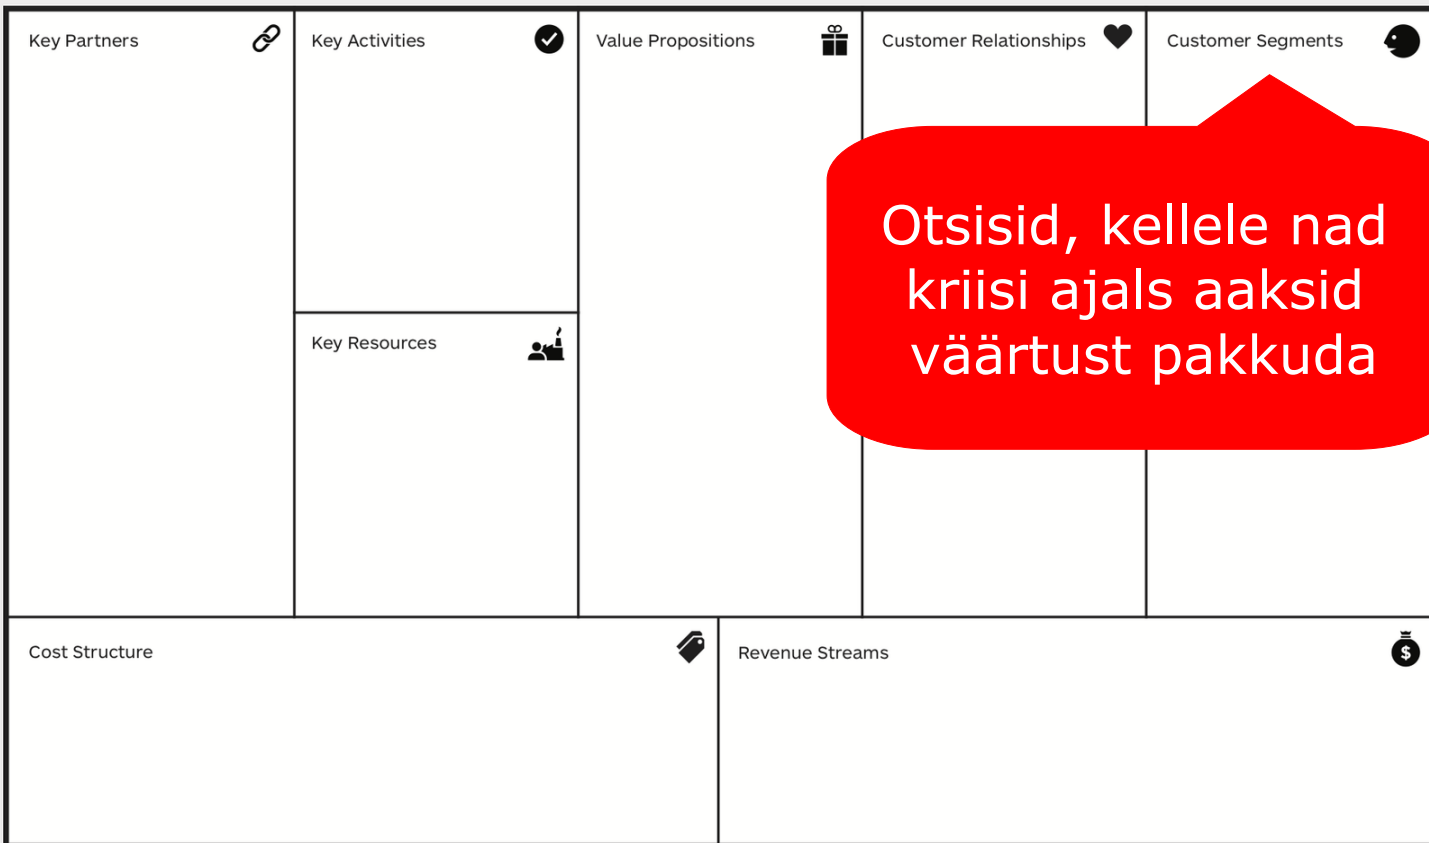 Key Partners
Key Activities
Value Propositions
Customer Relationships
Customer Segments
Otsisid, kellele nad
kriisi ajals aaksid
väärtust pakkuda
Key Resources
Cost Structure
Revenue Streams
$